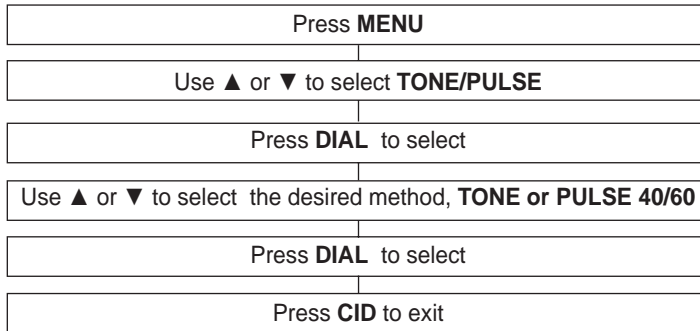 Press MENU
Use ▲ or ▼ to select TONE/PULSE
Press DIAL to select
Use ▲ or ▼ to select the desired method, TONE or PULSE 40/60
Press DIAL to select
Press CID to exit